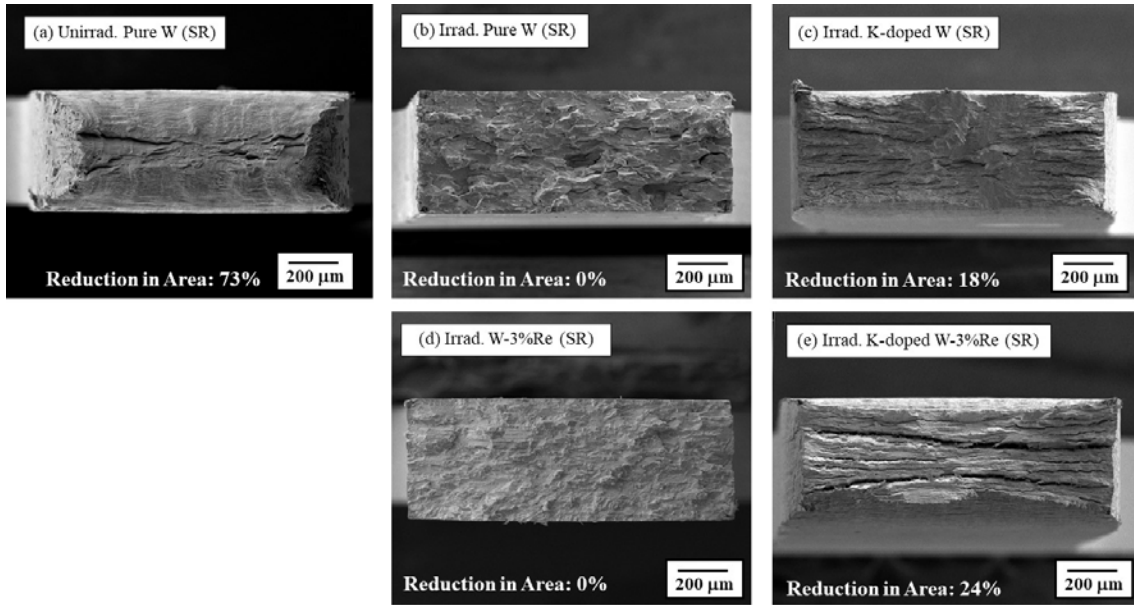 (a) Unirrad. Pure W (SR)
Reduction in Area: 73%
200 μm
(b) Irrad. Pure W (SR)
Reduction in Area: 0%
200 μm
(c) Irrad. K-doped W (SR)
Reduction in Area: 18%
200 μm
(d) Irrad. W-3%Re (SR)
Reduction in Area: 0%
200 μm
(e) Irrad. K-doped W-3%Re (SR)
Reduction in Area: 24%
200 μm